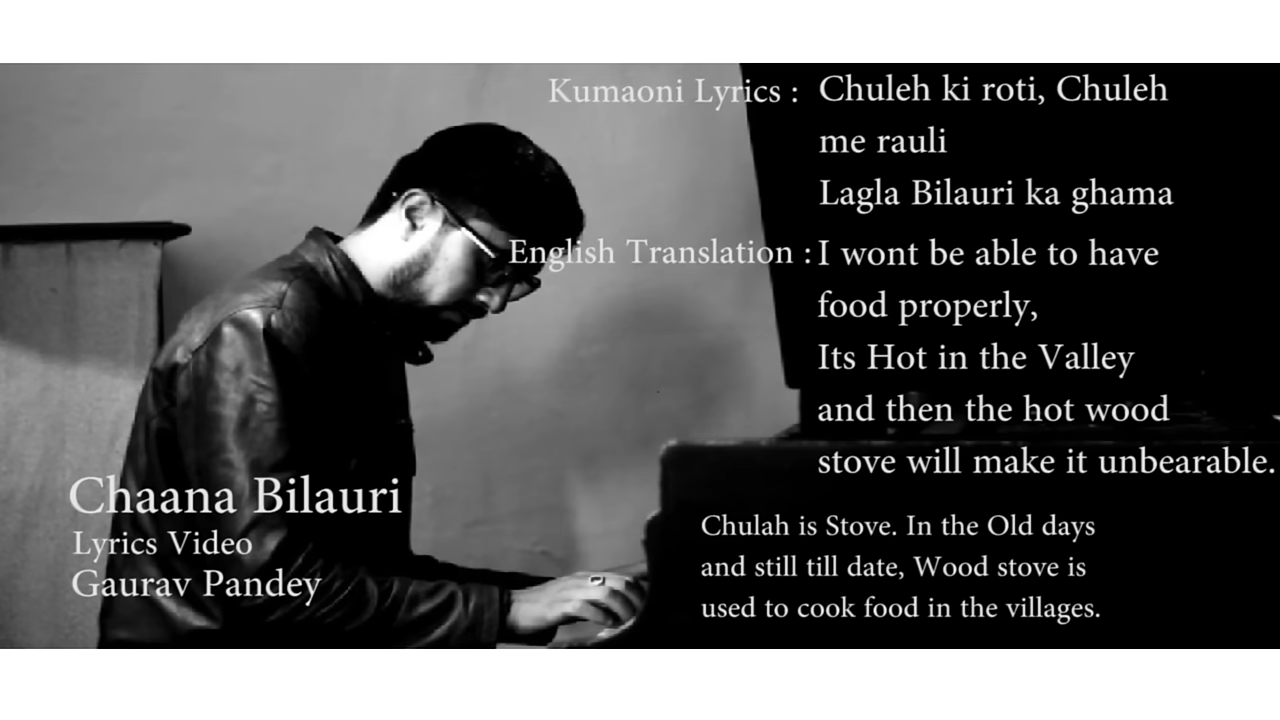 Kumaoni Lyrics : Chuleh ki roti, Chuleh
me rauli
Lagla Bilauri ka ghama
English Translation : I wont be able to have
food properly,
Its Hot in the Valley
and then the hot wood
stove will make it unbearable.
Chaana Bilauri
Lyrics Video
Gaurav Pandey
Chulah is Stove. In the Old days
and still till date, Wood stove is
used to cook food in the villages.